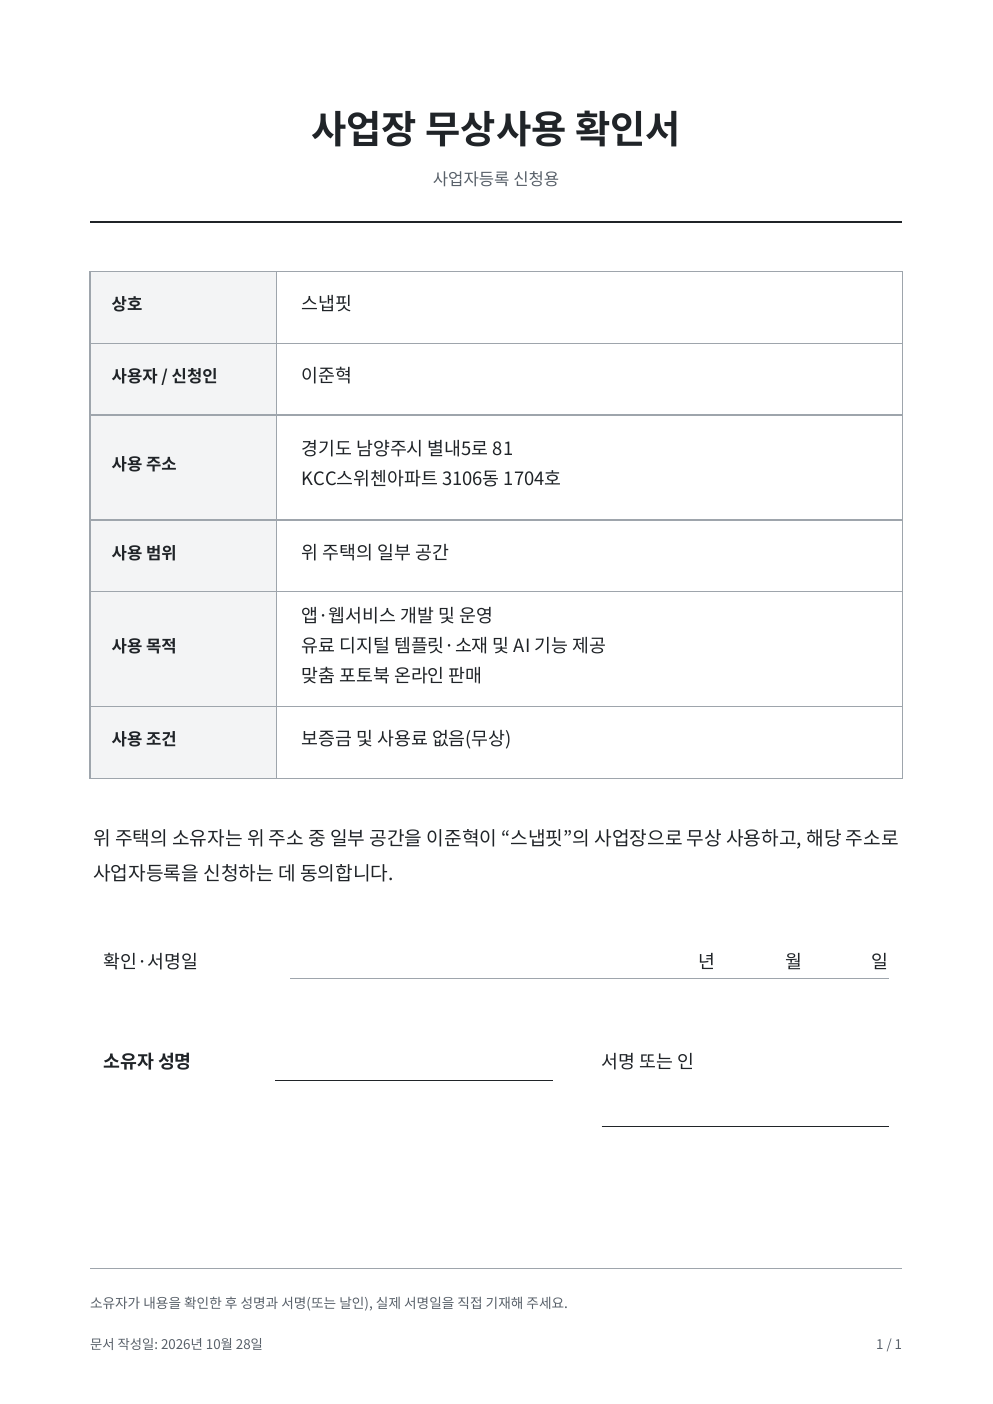 사업장 무상사용 확인서
사업자등록 신청용
상호 스냅핏
사용자 / 신청인 이준혁
사용 주소 경기도 남양주시 별내5로 81
KCC스위첸아파트 3106동 1704호
사용 범위 위 주택의 일부 공간
사용 목적 앱·웹서비스 개발 및 운영
유료 디지털 템플릿·소재 및 AI 기능 제공
맞춤 포토북 온라인 판매
사용 조건 보증금 및 사용료 없음(무상)
위 주택의 소유자는 위 주소 중 일부 공간을 이준혁이 “스냅핏”의 사업장으로 무상 사용하고, 해당 주소로
사업자등록을 신청하는 데 동의합니다.
확인·서명일 년 월 일
소유자 성명 서명 또는 인
소유자가 내용을 확인한 후 성명과 서명(또는 날인), 실제 서명일을 직접 기재해 주세요.
문서 작성일: 2026년 10월 28일 1 / 1